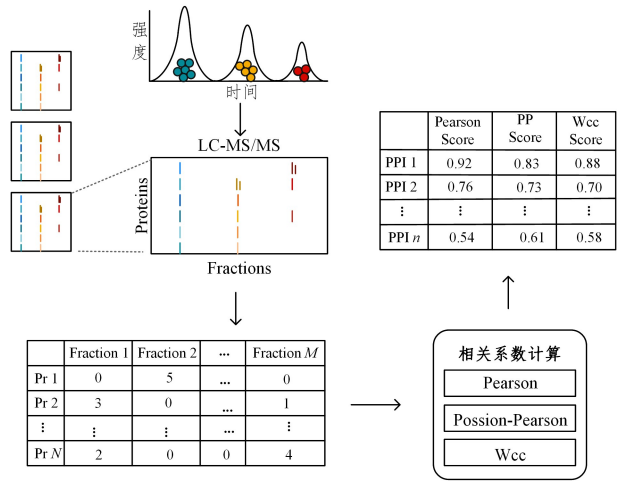 强度
时间
LC-MS/MS
Proteins
Fractions
Pearson Score PP Score Wcc Score
PPI 1 0.92 0.83 0.88
PPI 2 0.76 0.73 0.70
⋮ ⋮ ⋮ ⋮
PPI n 0.54 0.61 0.58
Fraction 1 Fraction 2 ... Fraction M
Pr 1 0 5 ... 0
Pr 2 3 0 ... 1
⋮ ⋮ ⋮ ... ⋮
Pr N 2 0 0 4
相关系数计算
Pearson
Possion-Pearson
Wcc